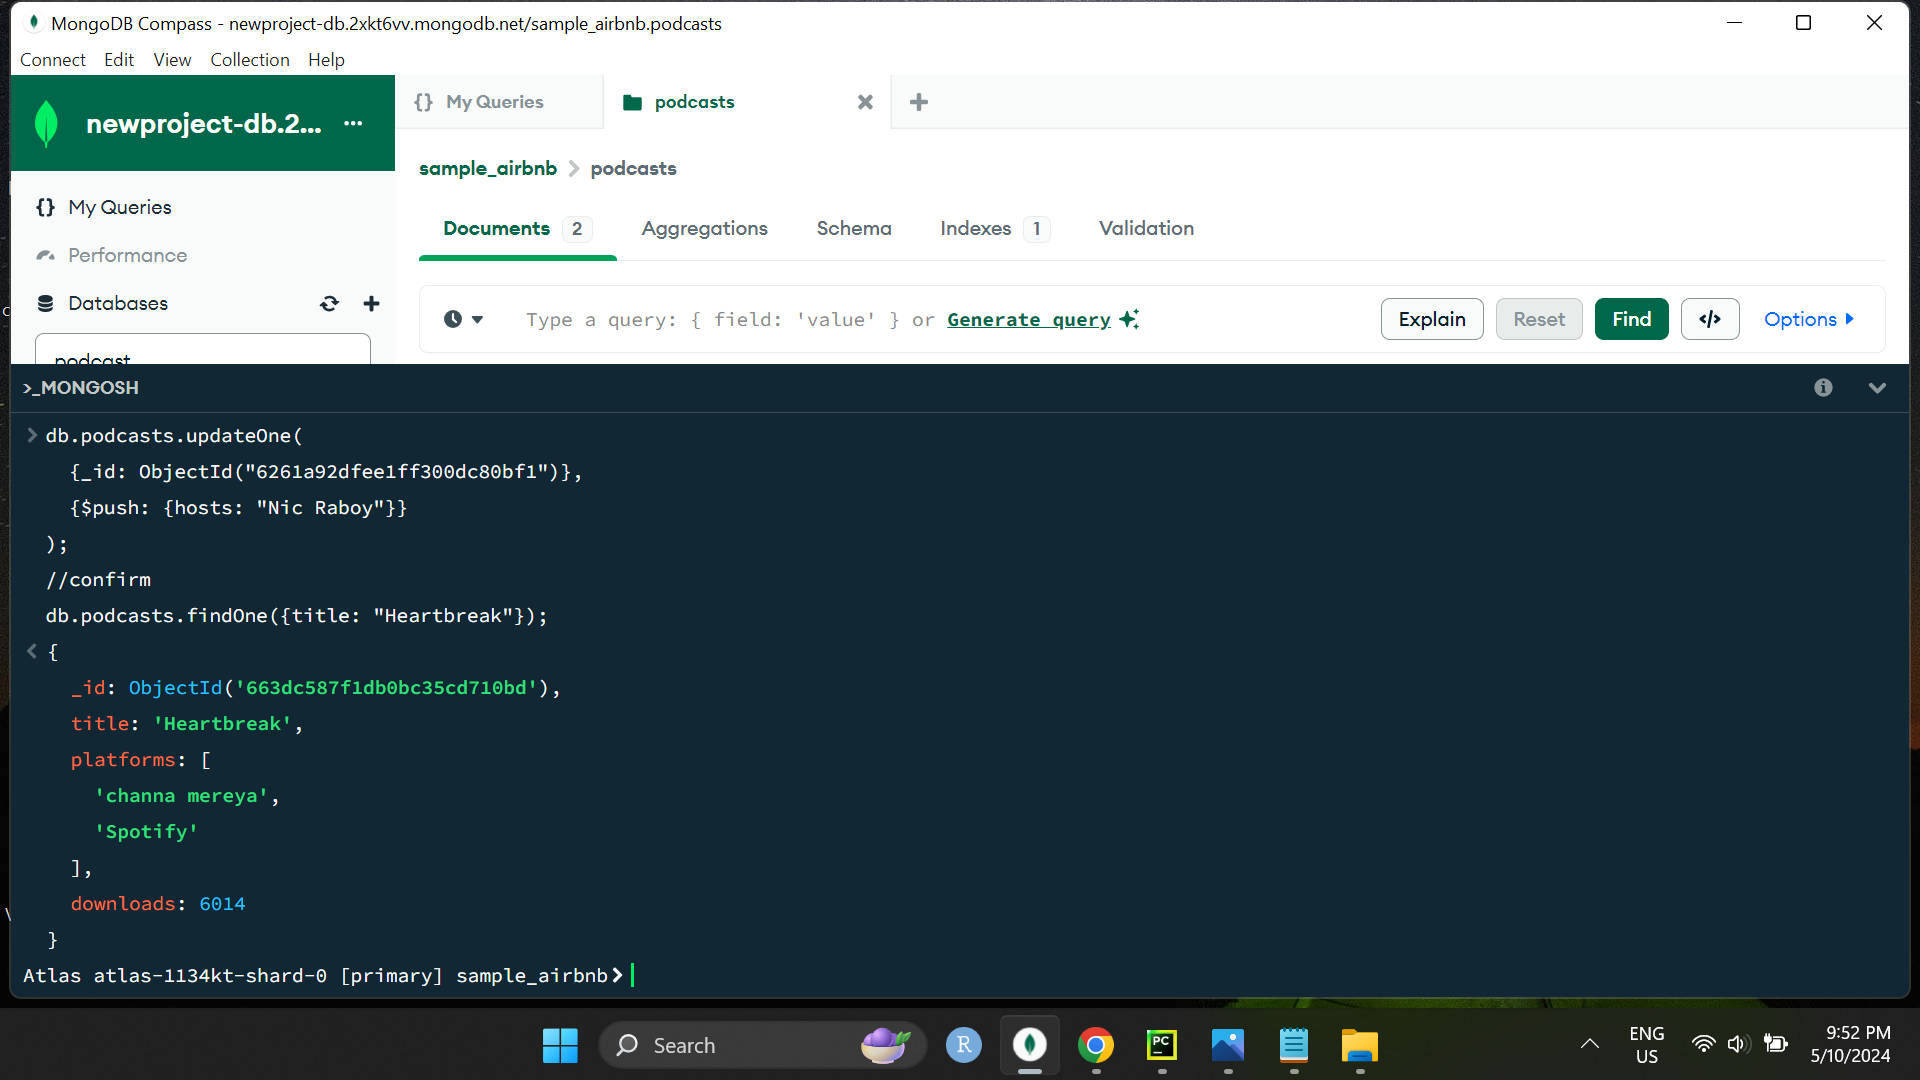 MongoDB Compass - newproject-db.2xkt6vv.mongodb.net/sample_airbnb.podcasts
Connect Edit View Collection Help
newproject-db.2... ...
{} My Queries
podcasts
My Queries
Performance
Databases
podcast
sample_airbnb > podcasts
Documents 2 Aggregations Schema Indexes 1 Validation
Type a query: { field: 'value' } or Generate query
Explain Reset Find </> Options
>_MONGOSH
> db.podcasts.updateOne(
{_id: ObjectId("6261a92dfee1ff300dc80bf1")},
{$push: {hosts: "Nic Raboy"}}
);
//confirm
db.podcasts.findOne({title: "Heartbreak"});
< {
_id: ObjectId('663dc587f1db0bc35cd710bd'),
title: 'Heartbreak',
platforms: [
'channa mereya',
'Spotify'
],
downloads: 6014
}
Atlas atlas-1134kt-shard-0 [primary] sample_airbnb>
Search
R
PC
ENG
US
9:52 PM
5/10/2024